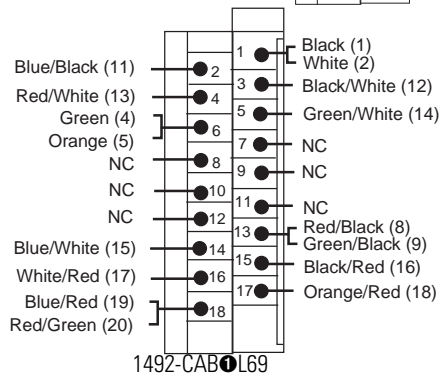 1 Black (1)
White (2)
Blue/Black (11) 2
3 Black/White (12)
Red/White (13) 4
5 Green/White (14)
Green (4)
Orange (5) 6
7 NC
NC 8
9 NC
NC 10
11 NC
NC 12
13 Red/Black (8)
Green/Black (9)
Blue/White (15) 14
15 Black/Red (16)
White/Red (17) 16
17 Orange/Red (18)
Blue/Red (19)
Red/Green (20) 18
1492-CAB❶L69